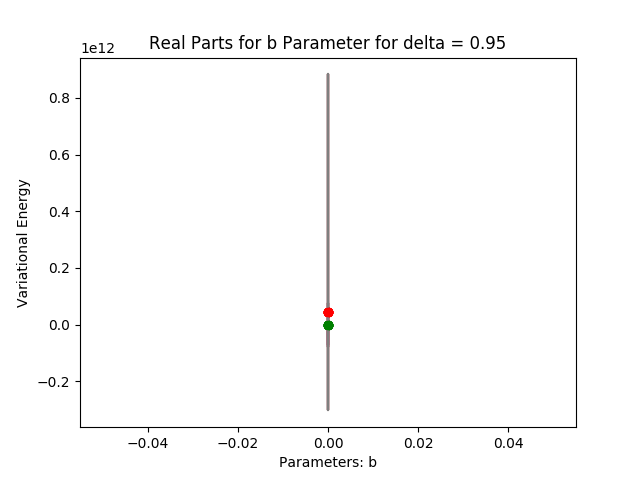 Real Parts for b Parameter for delta = 0.95
1e12
0.8
0.6
0.4
0.2
0.0
−0.2
Variational Energy
−0.04
−0.02
0.00
0.02
0.04
Parameters: b